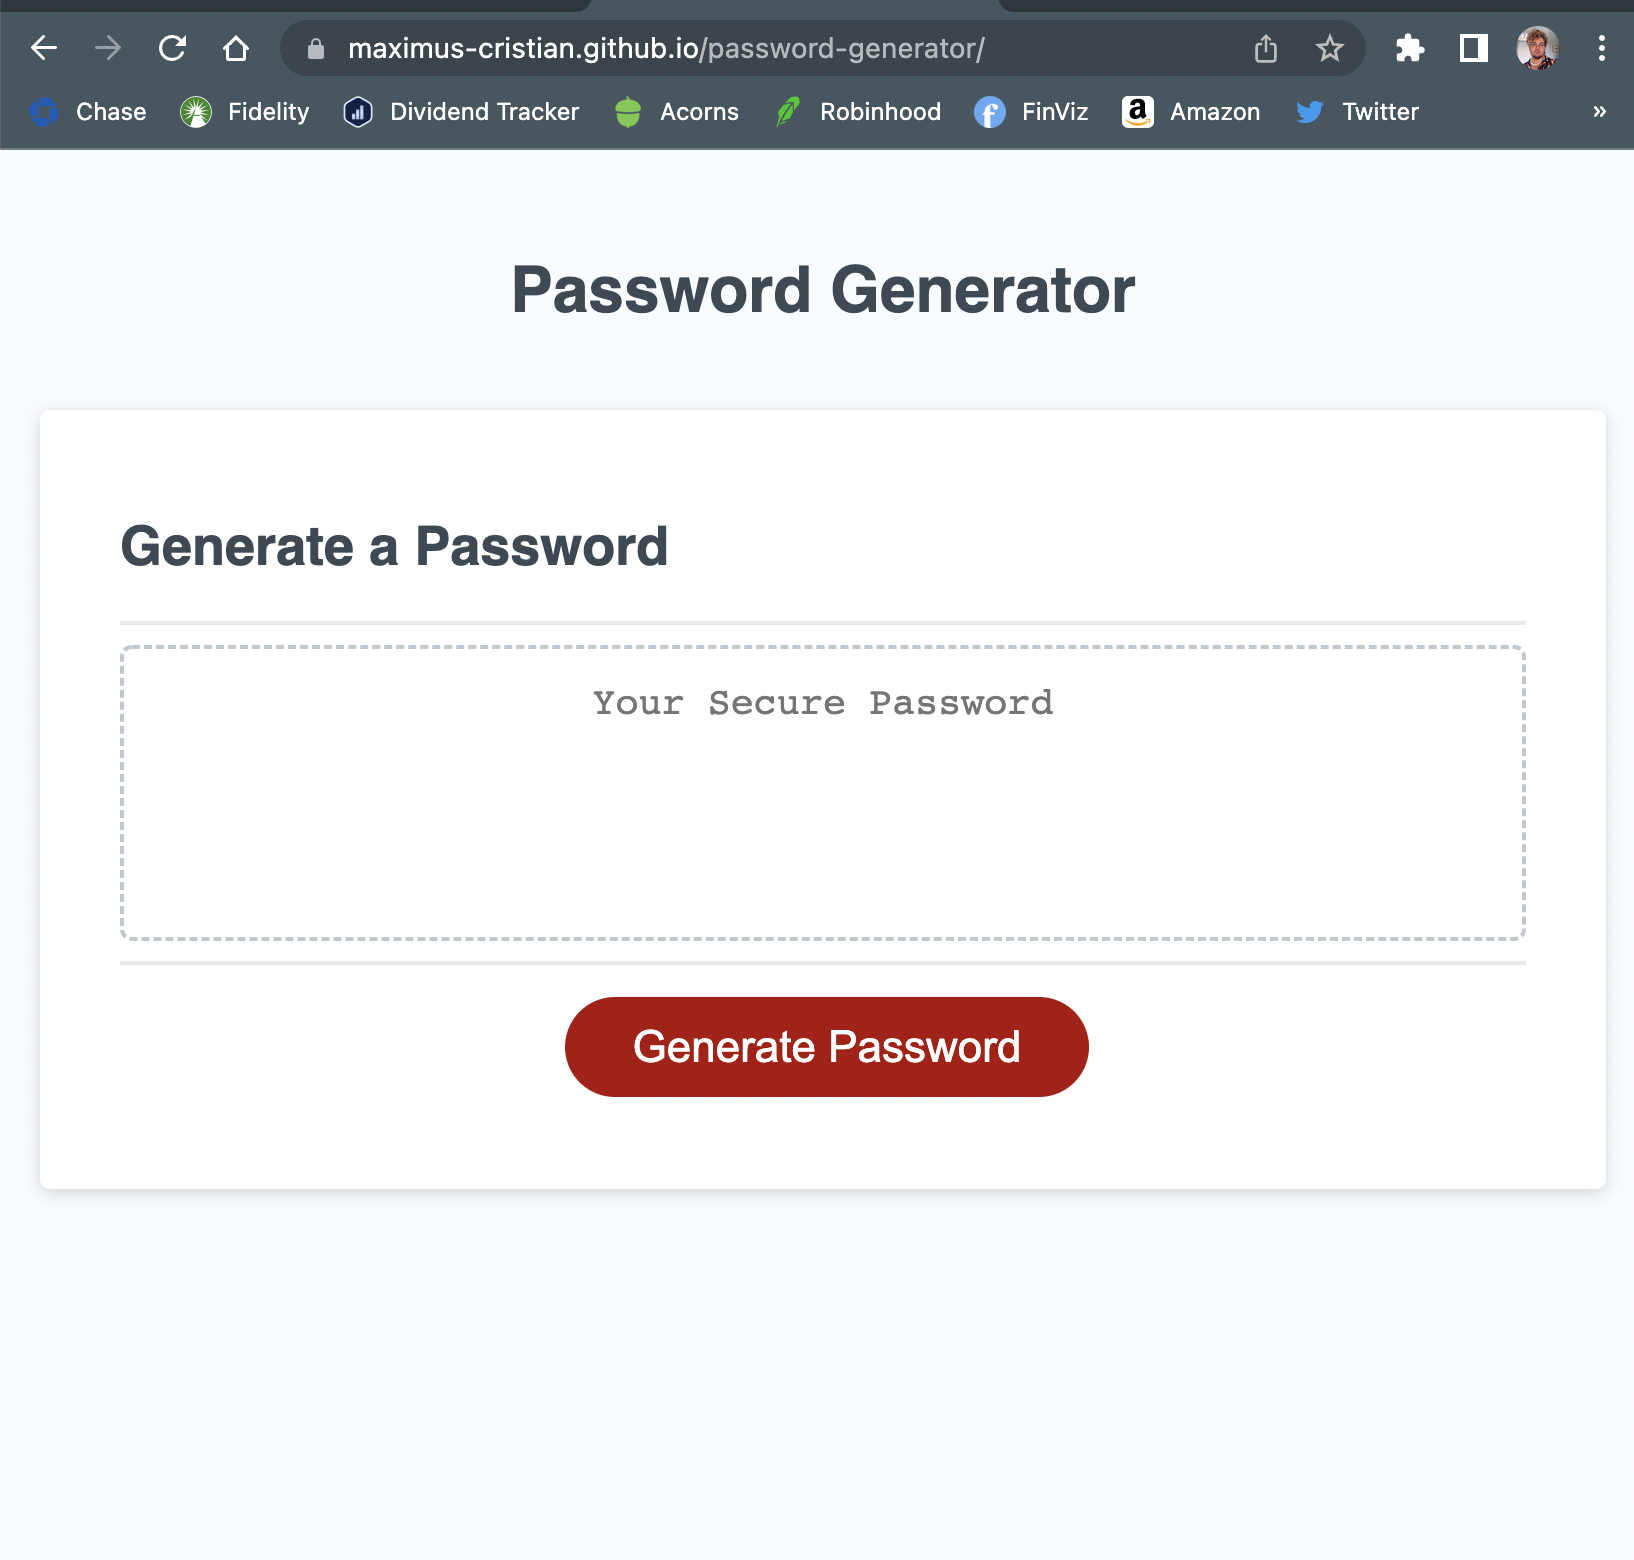 maximus-cristian.github.io/password-generator/
Chase Fidelity Dividend Tracker Acorns Robinhood FinViz Amazon Twitter »
Password Generator
Generate a Password
Your Secure Password
Generate Password